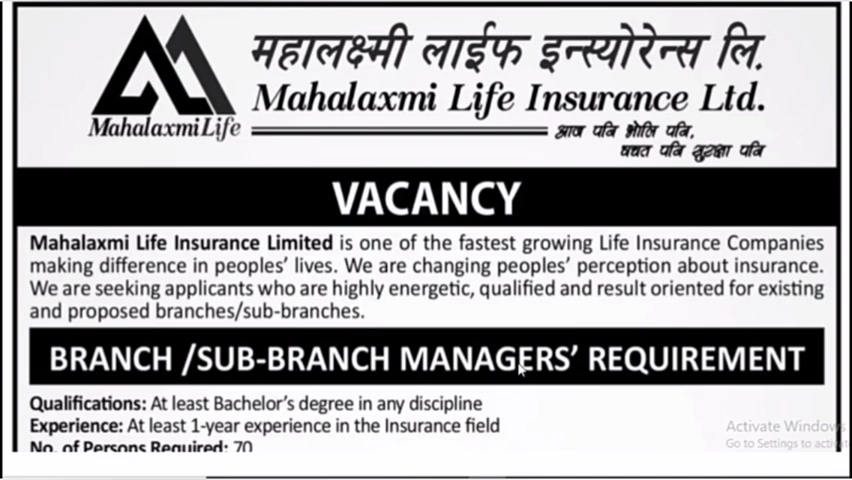 महालक्ष्मी लाईफ इन्स्योरेन्स लि.
Mahalaxmi Life Insurance Ltd.
MahalaxmiLife
आज पनि भोलि पनि,
बचत पनि सुरक्षा पनि
VACANCY
Mahalaxmi Life Insurance Limited is one of the fastest growing Life Insurance Companies
making difference in peoples' lives. We are changing peoples' perception about insurance.
We are seeking applicants who are highly energetic, qualified and result oriented for existing
and proposed branches/sub-branches.
BRANCH /SUB-BRANCH MANAGERS' REQUIREMENT
Qualifications: At least Bachelor's degree in any discipline
Experience: At least 1-year experience in the Insurance field
No. of Persons Required: 70
Activate Windows
Go to Settings to activate